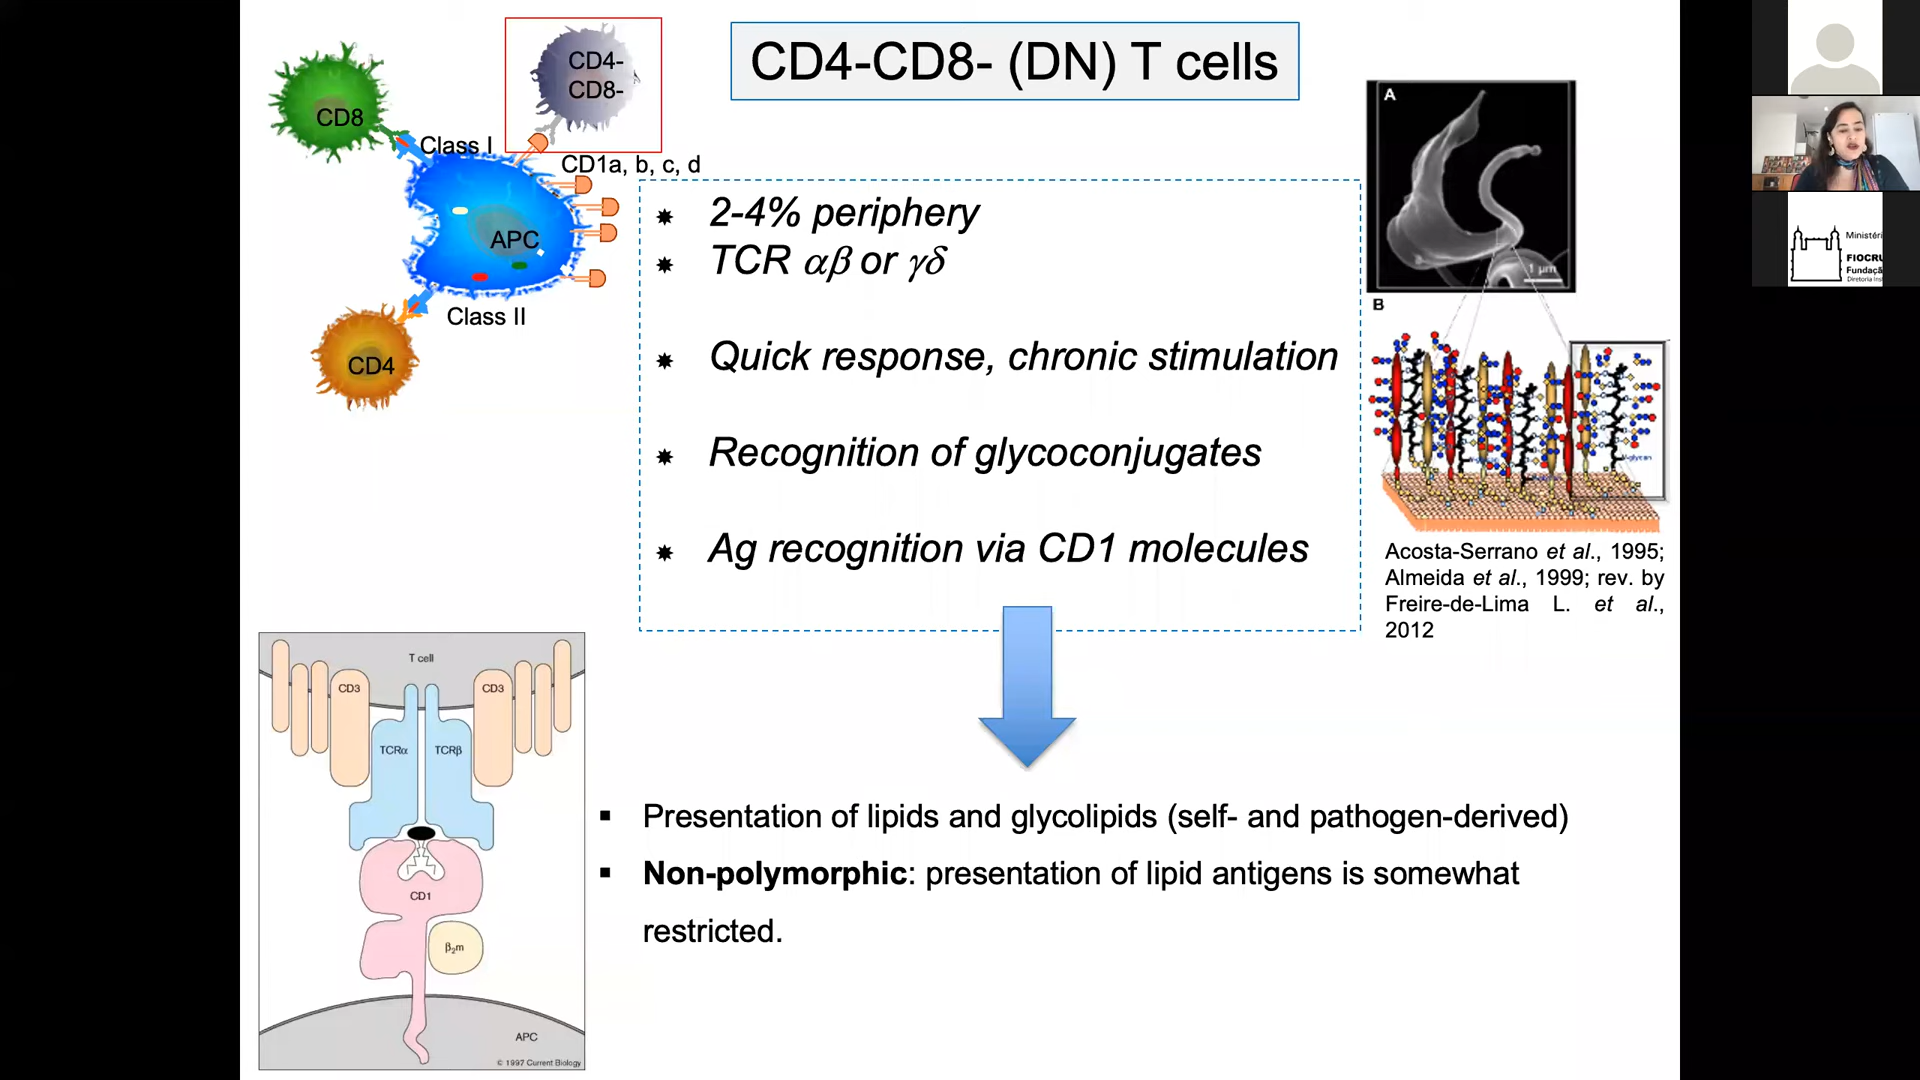 CD4-CD8- (DN) T cells
CD8
CD4-
CD8-
Class I
CD1a, b, c, d
APC
Class II
CD4
2-4% periphery
TCR αβ or γδ
Quick response, chronic stimulation
Recognition of glycoconjugates
Ag recognition via CD1 molecules
A
1 μm
B
Acosta-Serrano et al., 1995;
Almeida et al., 1999; rev. by
Freire-de-Lima L. et al.,
2012
T cell
CD3
CD3
TCRα
TCRβ
CD1
β2m
APC
© 1997 Current Biology
Presentation of lipids and glycolipids (self- and pathogen-derived)
Non-polymorphic: presentation of lipid antigens is somewhat
restricted.
Ministéri
FIOCRU
Fundaçã
Diretoria Ins